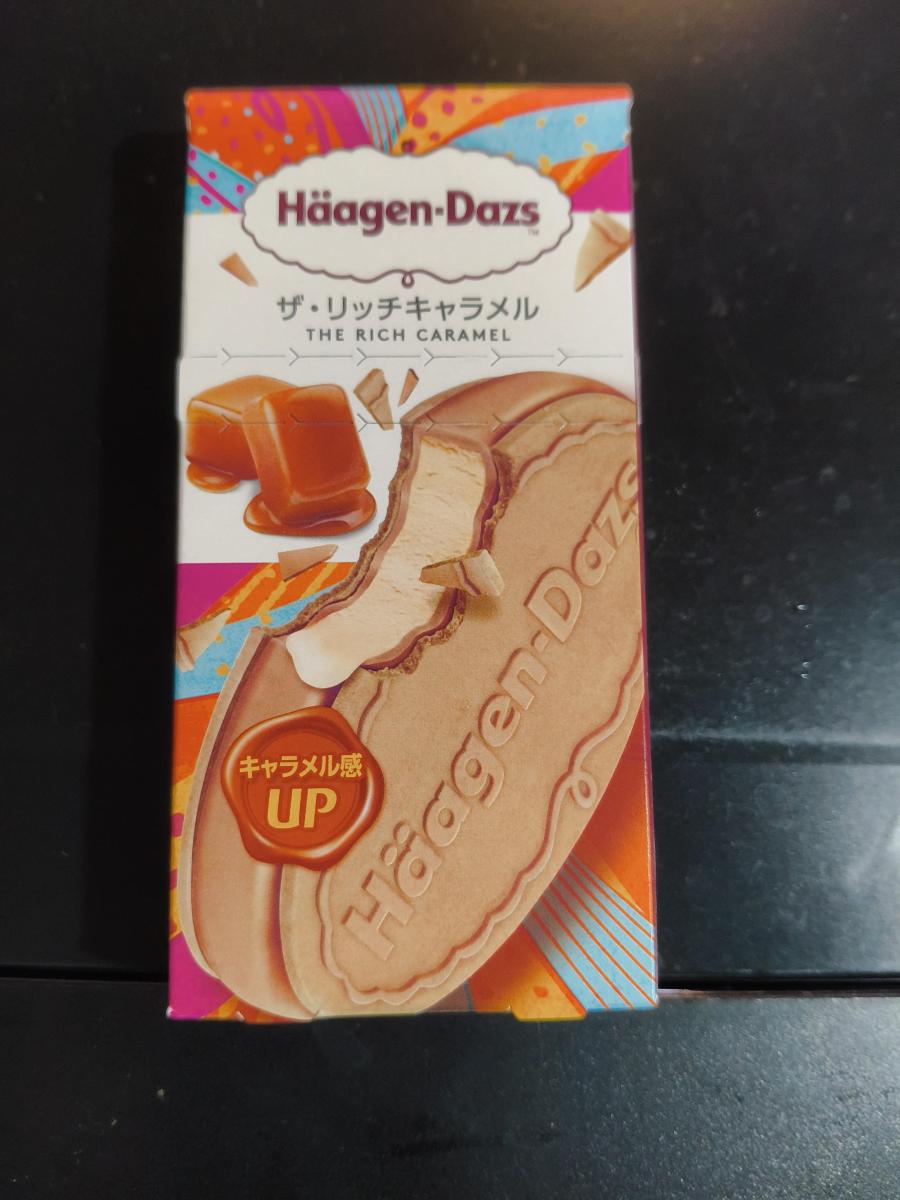 Häagen-Dazs
TM
ザ・リッチキャラメル
THE RICH CARAMEL
Häagen-Dazs
キャラメル感
UP